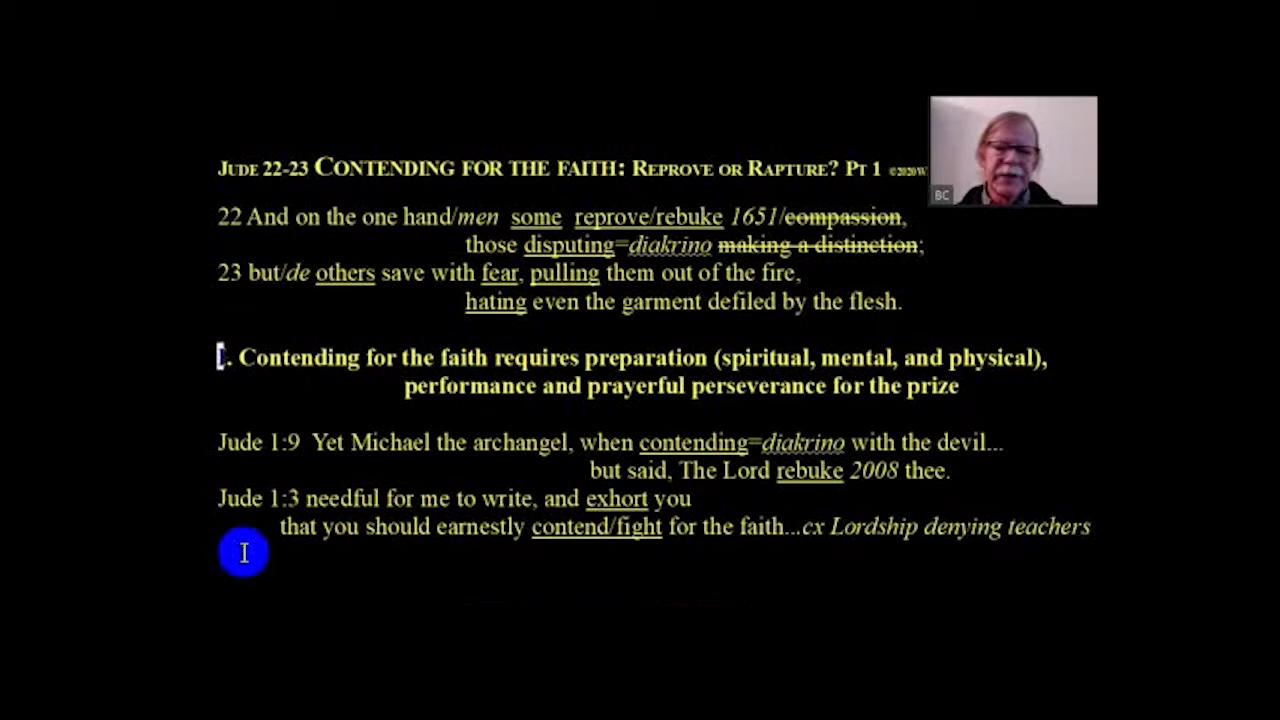 JUDE 22-23 CONTENDING FOR THE FAITH: REPROVE OR RAPTURE? PT 1 ©2020
BC
22 And on the one hand/men some reprove/rebuke 1651/compassion,
those disputing=diakrino making a distinction;
23 but/de others save with fear, pulling them out of the fire,
hating even the garment defiled by the flesh.
. Contending for the faith requires preparation (spiritual, mental, and physical),
performance and prayerful perseverance for the prize
Jude 1:9 Yet Michael the archangel, when contending=diakrino with the devil...
but said, The Lord rebuke 2008 thee.
Jude 1:3 needful for me to write, and exhort you
that you should earnestly contend/fight for the faith...cx Lordship denying teachers